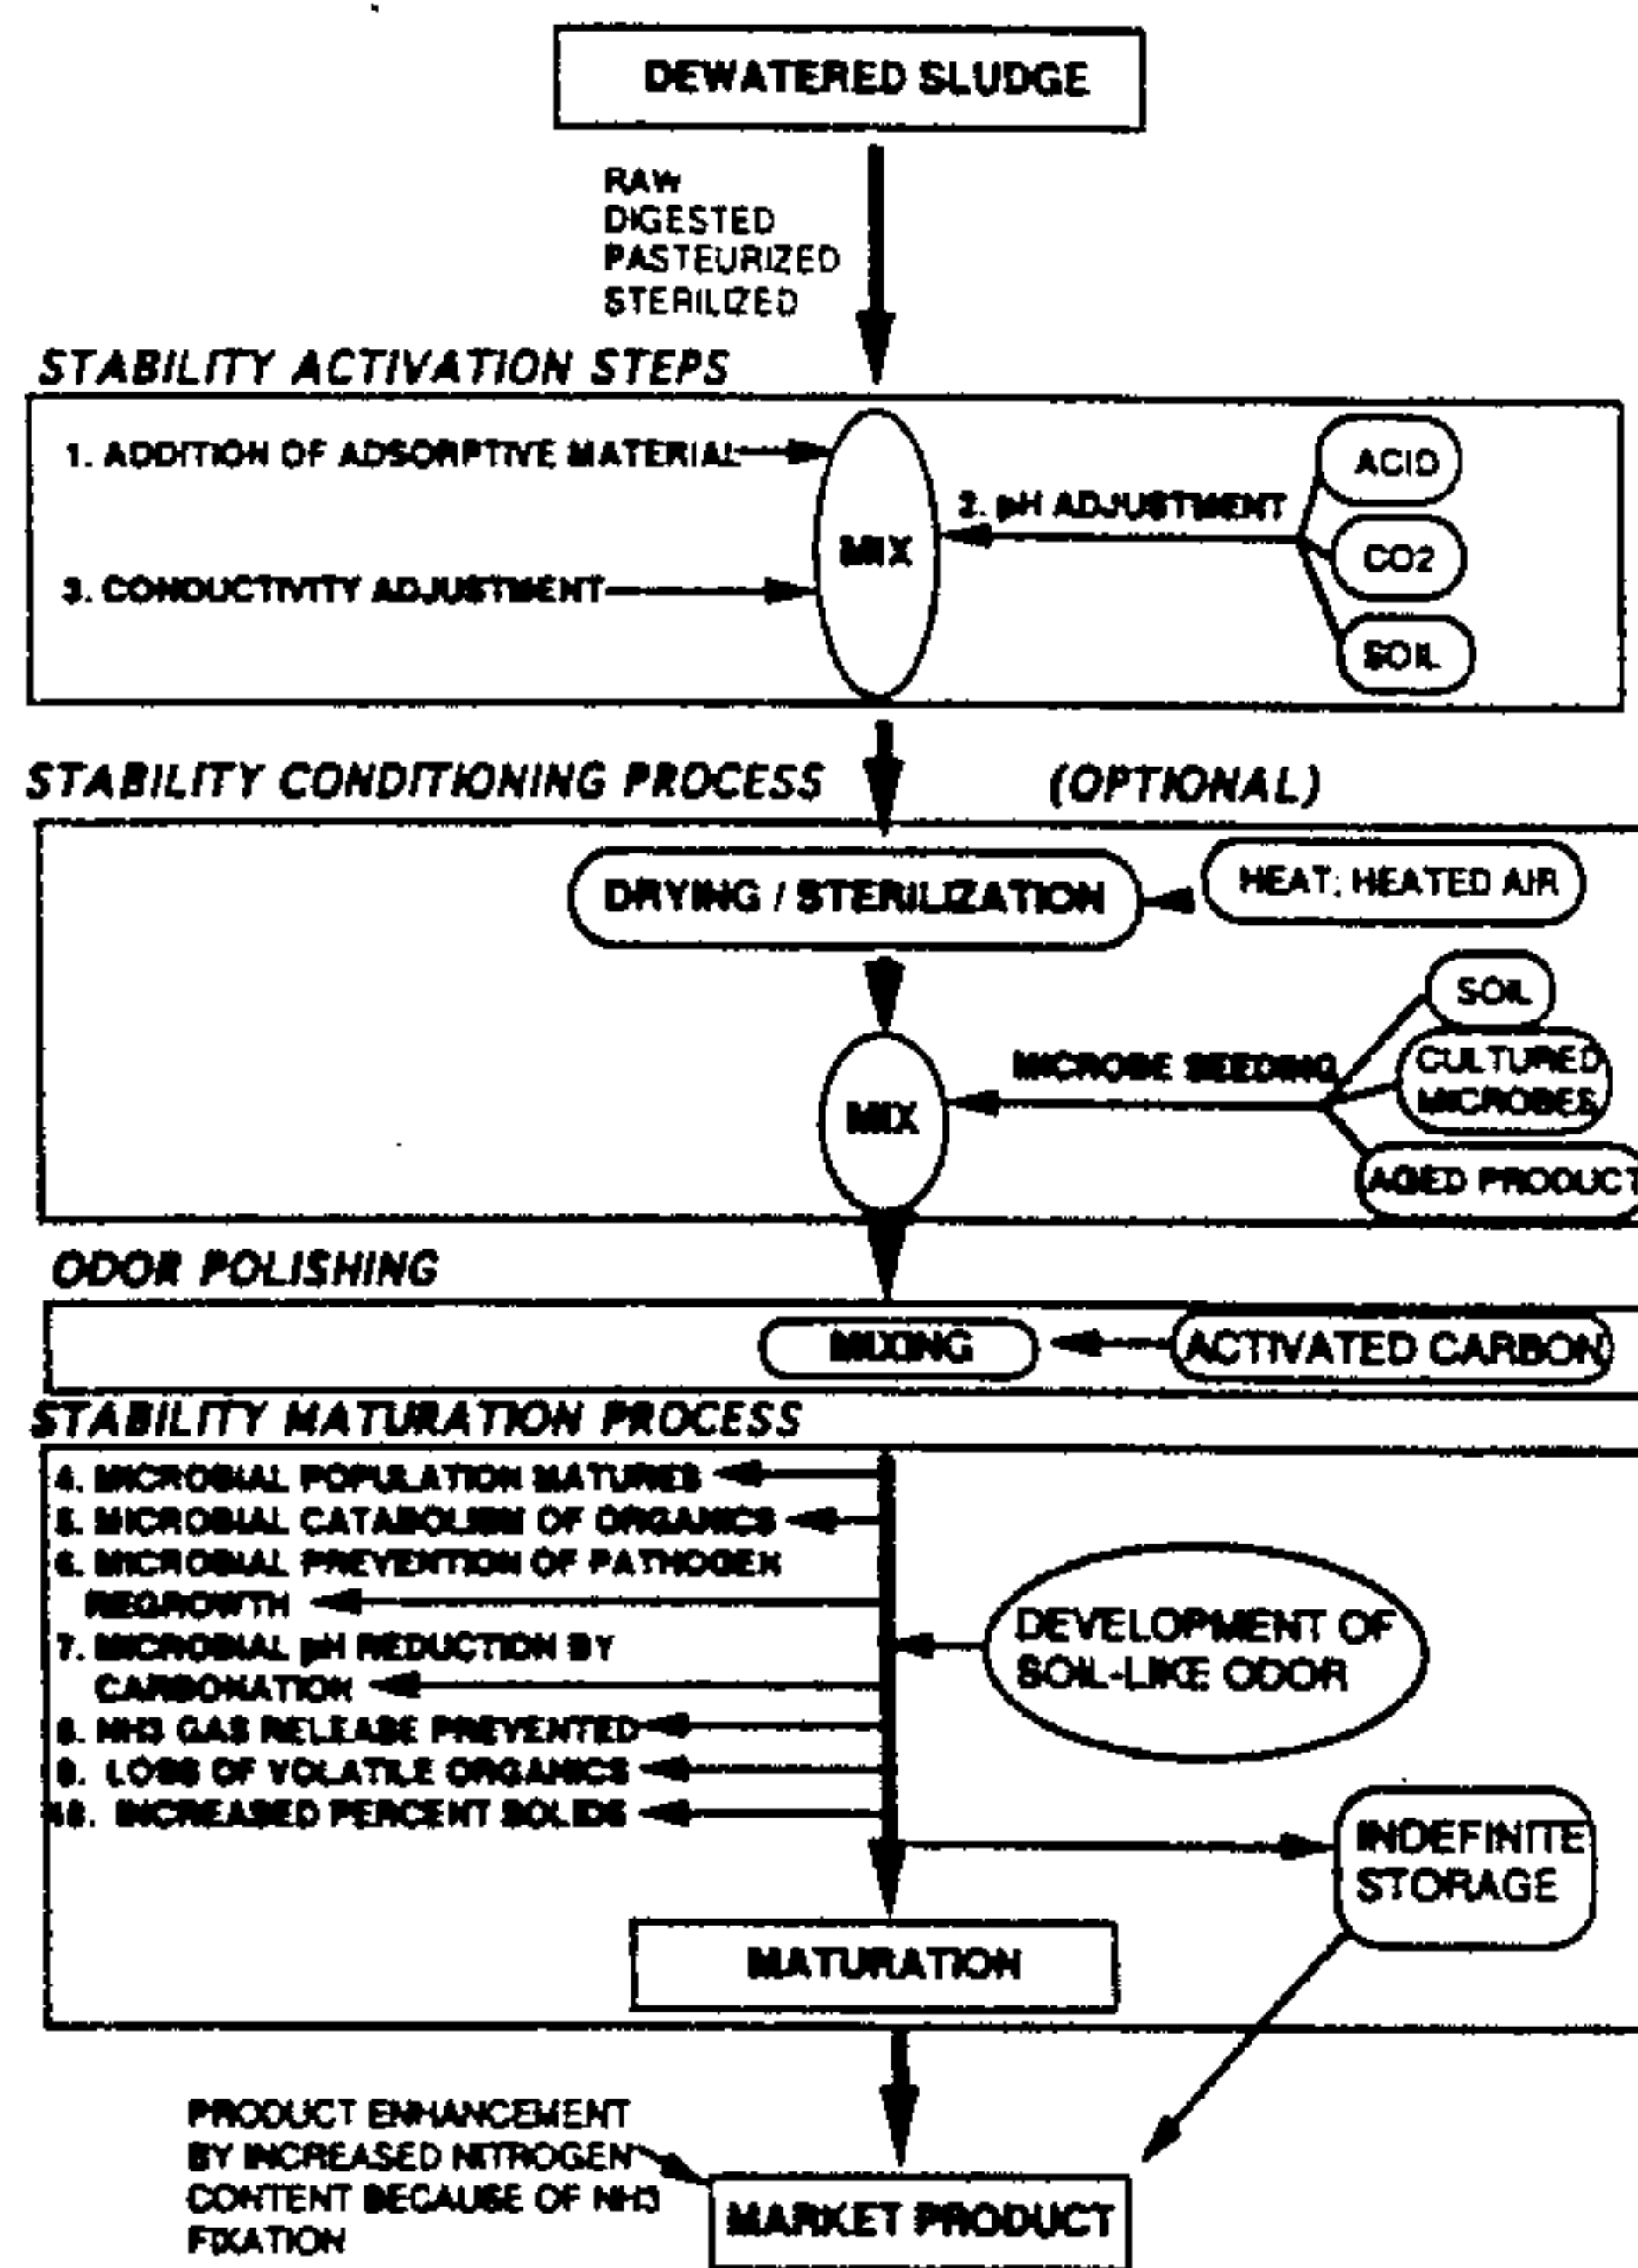 DEWATERED SLUDGE
RAW
DIGESTED
PASTEURIZED
STERILIZED
STABILITY ACTIVATION STEPS
1. ADDITION OF ADSORPTIVE MATERIAL
2. pH ADJUSTMENT
ACID
CO2
SOIL
MIX
3. CONDUCTIVITY ADJUSTMENT
STABILITY CONDITIONING PROCESS (OPTIONAL)
DRYING / STERILIZATION
HEAT; HEATED AIR
MICROBE SEEDING
SOIL
CULTURED
MICROBES
AGED PRODUCT
MIX
ODOR POLISHING
MIXING
ACTIVATED CARBON
STABILITY MATURATION PROCESS
4. MICROBIAL POPULATION MATURES
5. MICROBIAL CATABOLISM OF ORGANICS
6. MICROBIAL PREVENTION OF PATHOGEN
REGROWTH
7. MICROBIAL pH REDUCTION BY
CARBONATION
8. NH3 GAS RELEASE PREVENTED
9. LOSS OF VOLATILE ORGANICS
10. INCREASED PERCENT SOLIDS
DEVELOPMENT OF
SOIL-LIKE ODOR
INDEFINITE
STORAGE
MATURATION
PRODUCT ENHANCEMENT
BY INCREASED NITROGEN
CONTENT BECAUSE OF NH3
FIXATION
MARKET PRODUCT